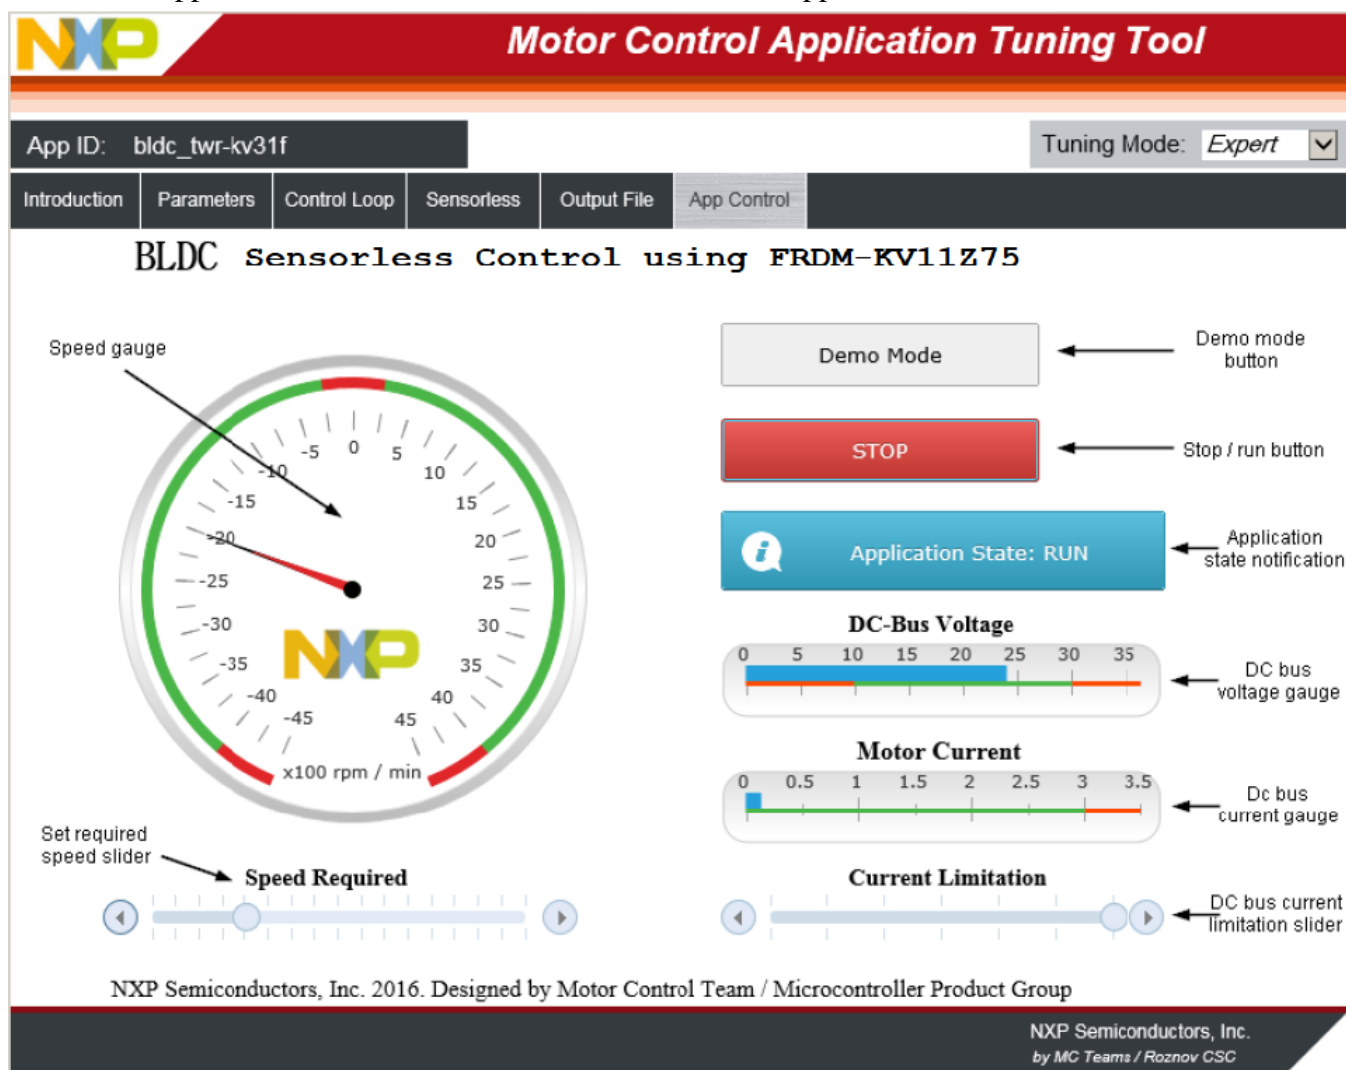 NXP
Motor Control Application Tuning Tool
App ID: bldc_twr-kv31f
Tuning Mode: Expert
Introduction Parameters Control Loop Sensorless Output File App Control
BLDC Sensorless Control using FRDM-KV11Z75
Speed gauge
-45
-40
-35
-30
-25
-20
-15
-10
-5
0
5
10
15
20
25
30
35
40
45
NXP
x100 rpm / min
Set required
speed slider
Speed Required
Demo Mode
Demo mode
button
STOP
Stop / run button
Application State: RUN
Application
state notification
DC-Bus Voltage
0 5 10 15 20 25 30 35
DC bus
voltage gauge
Motor Current
0 0.5 1 1.5 2 2.5 3 3.5
Dc bus
current gauge
Current Limitation
DC bus current
limitation slider
NXP Semiconductors, Inc. 2016. Designed by Motor Control Team / Microcontroller Product Group
NXP Semiconductors, Inc.
by MC Teams / Roznov CSC